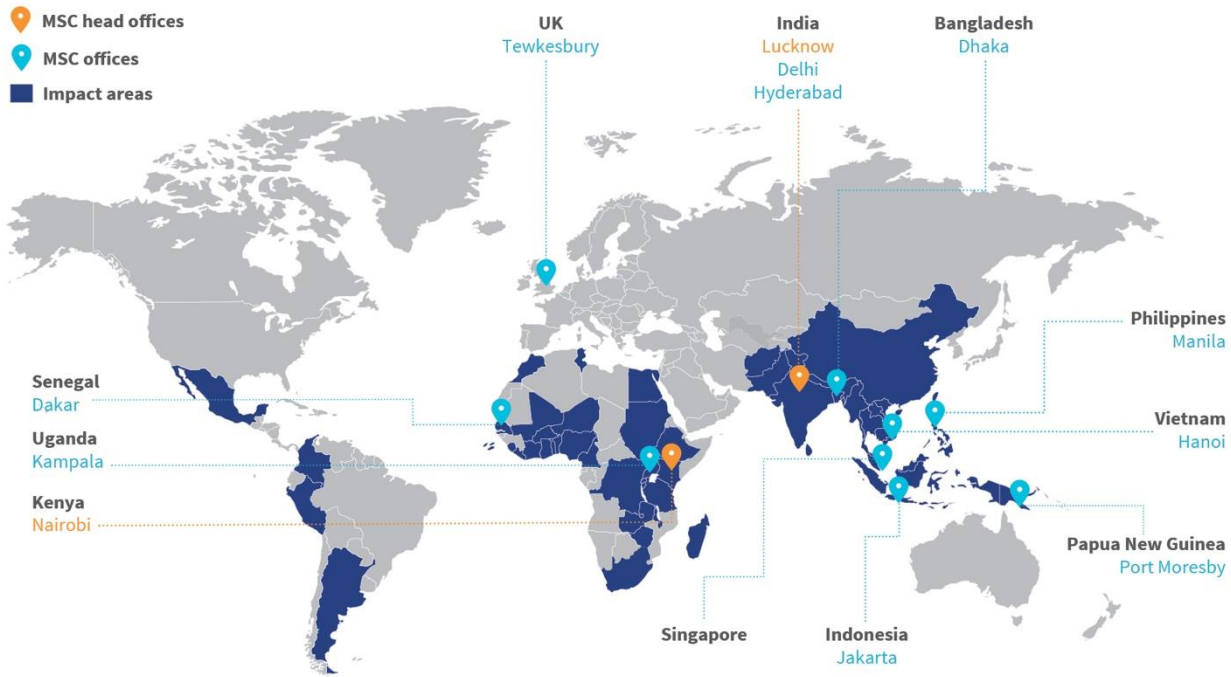 MSC head offices
MSC offices
Impact areas
UK
Tewkesbury
India
Lucknow
Delhi
Hyderabad
Bangladesh
Dhaka
Philippines
Manila
Senegal
Dakar
Vietnam
Hanoi
Uganda
Kampala
Kenya
Nairobi
Papua New Guinea
Port Moresby
Singapore
Indonesia
Jakarta